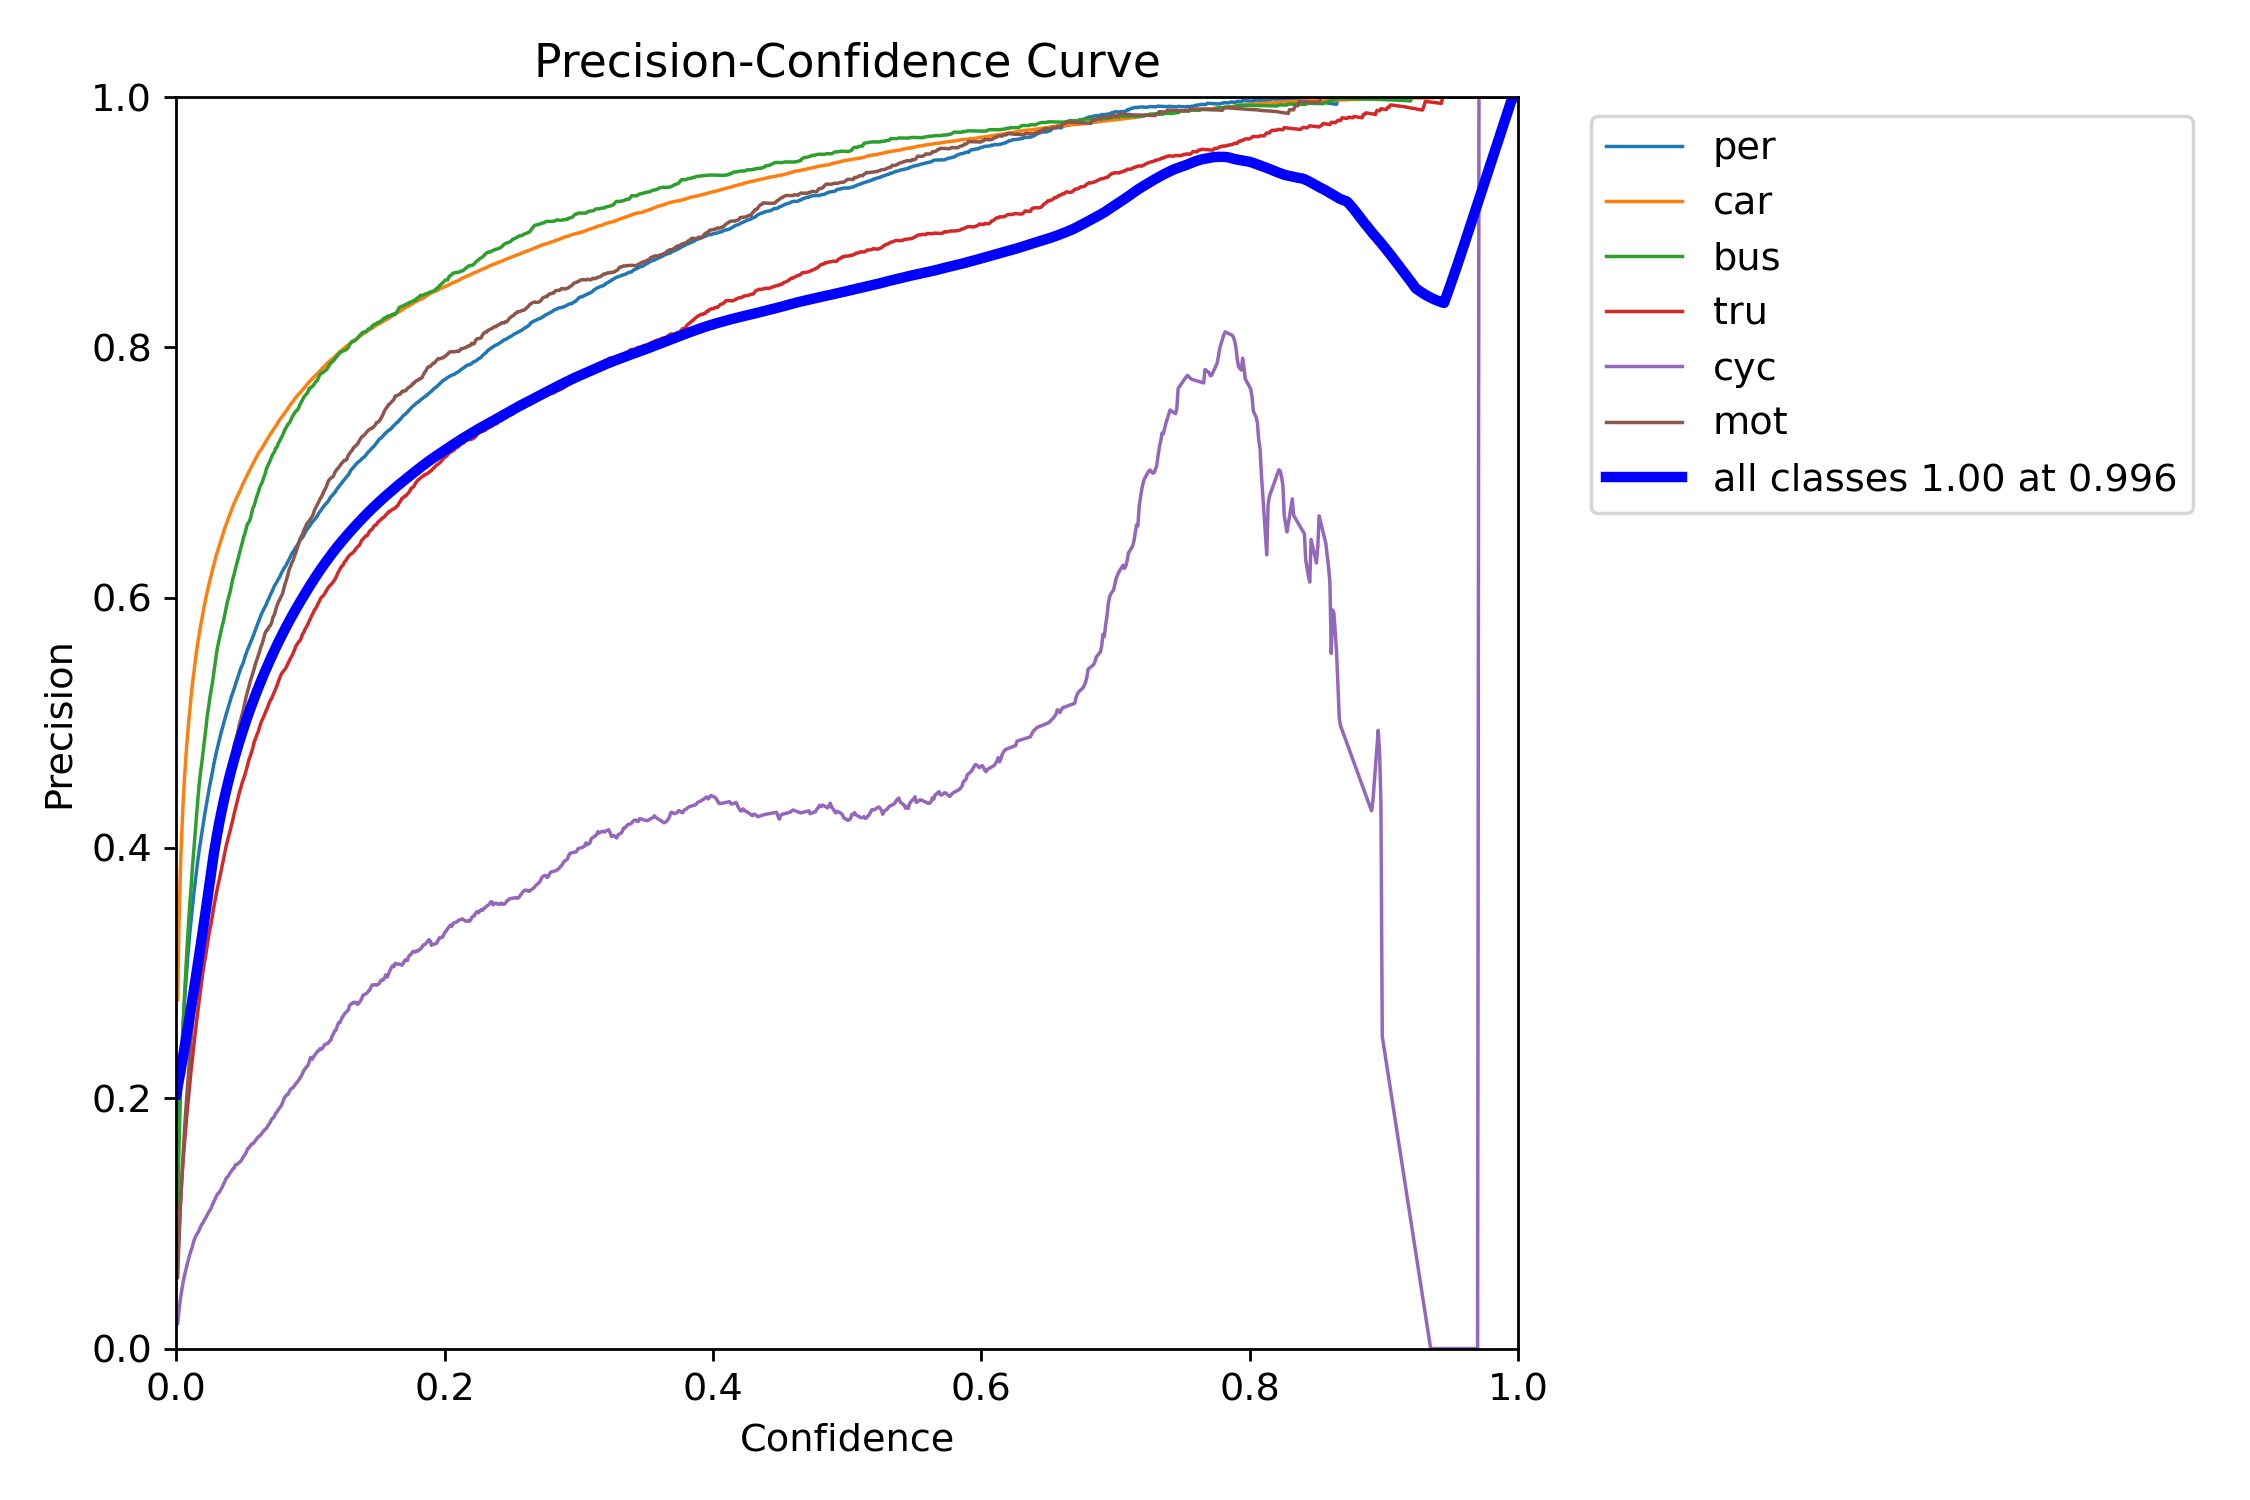 Precision-Confidence Curve
1.0
0.8
0.6
0.4
0.2
0.0
Precision
0.0 0.2 0.4 0.6 0.8 1.0
Confidence
per
car
bus
tru
cyc
mot
all classes 1.00 at 0.996